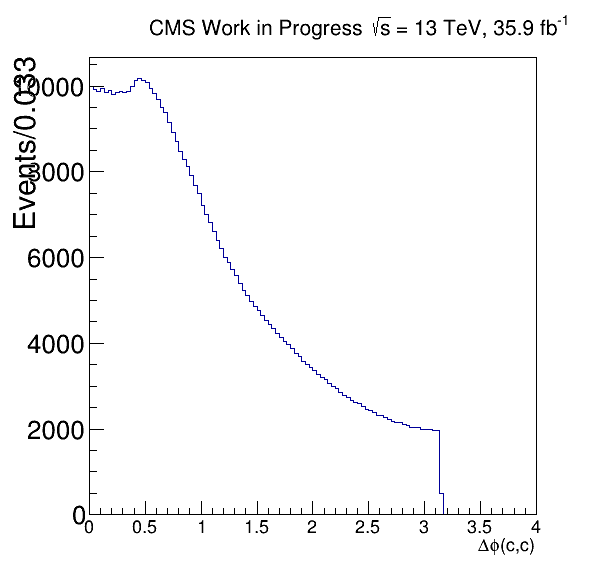 CMS Work in Progress √s = 13 TeV, 35.9 fb-1
Events/0.033
10000
8000
6000
4000
2000
0
0 0.5 1 1.5 2 2.5 3 3.5 4
Δϕ(c,c)